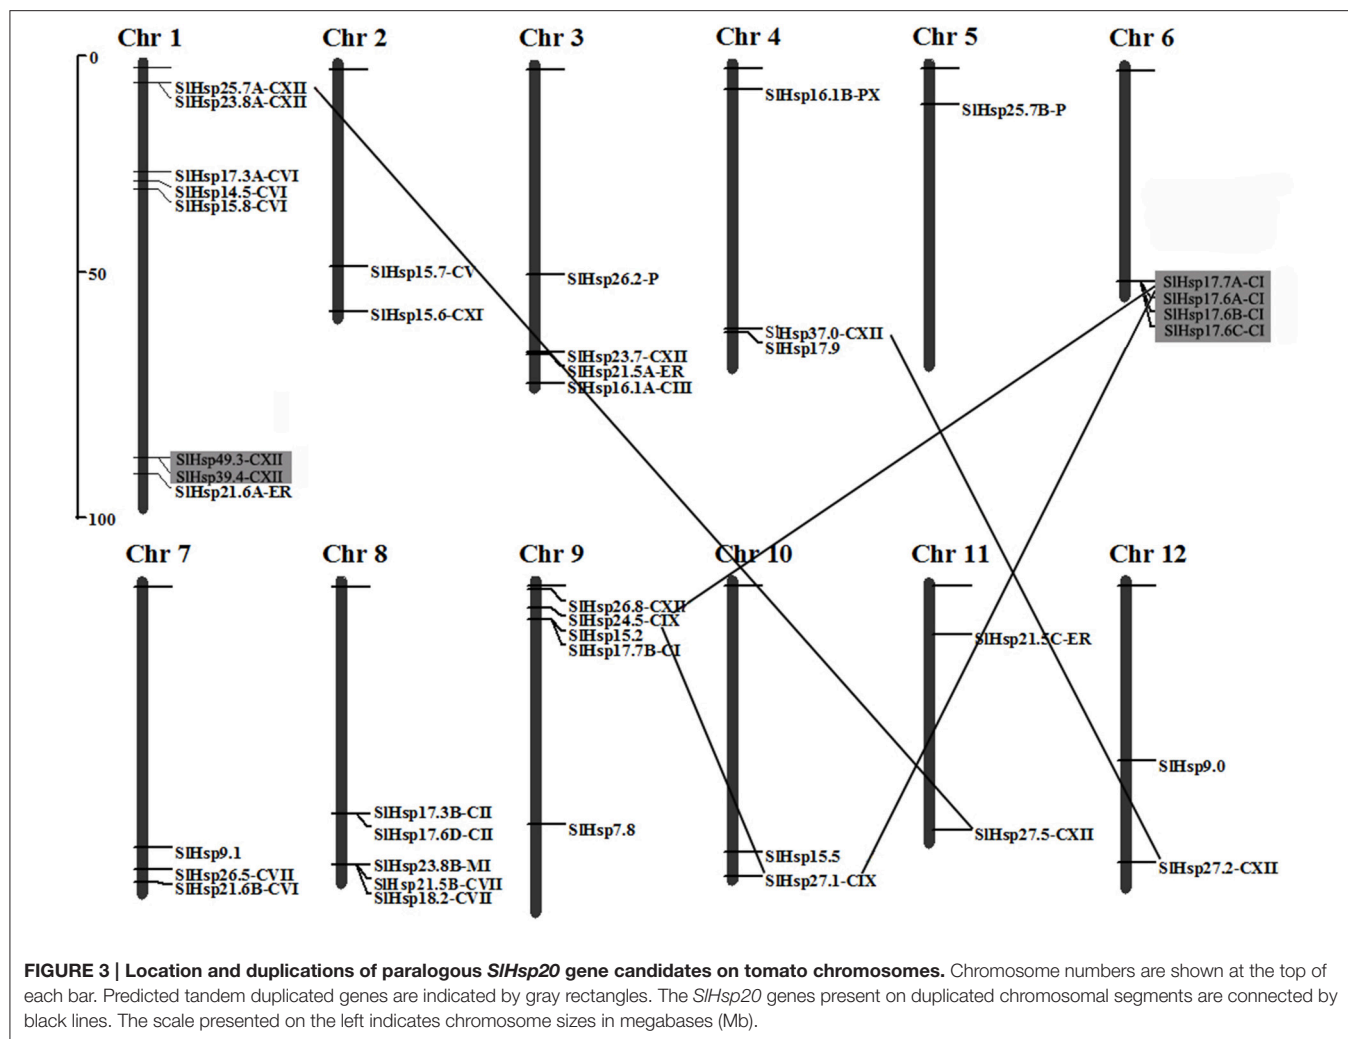 Chr 1 Chr 2 Chr 3 Chr 4 Chr 5 Chr 6
0
SlHsp25.7A-CXII
SlHsp23.8A-CXII
SlHsp17.3A-CVI
SlHsp14.5-CVI
SlHsp15.8-CVI
50
SlHsp49.3-CXII
SlHsp39.4-CXII
SlHsp21.6A-ER
100
SlHsp15.7-CV
SlHsp15.6-CXI
SlHsp26.2-P
SlHsp23.7-CXII
SlHsp21.5A-ER
SlHsp16.1A-CIII
SlHsp16.1B-PX
SlHsp37.0-CXII
SlHsp17.9
SlHsp25.7B-P
SlHsp17.7A-CI
SlHsp17.6A-CI
SlHsp17.6B-CI
SlHsp17.6C-CI
Chr 7 Chr 8 Chr 9 Chr 10 Chr 11 Chr 12
SlHsp9.1
SlHsp26.5-CVII
SlHsp21.6B-CVI
SlHsp17.3B-CII
SlHsp17.6D-CII
SlHsp23.8B-MI
SlHsp21.5B-CVII
SlHsp18.2-CVII
SlHsp26.8-CXII
SlHsp24.5-CIX
SlHsp15.2
SlHsp17.7B-CI
SlHsp7.8
SlHsp15.5
SlHsp27.1-CIX
SlHsp21.5C-ER
SlHsp27.5-CXII
SlHsp9.0
SlHsp27.2-CXII
FIGURE 3 | Location and duplications of paralogous SlHsp20 gene candidates on tomato chromosomes. Chromosome numbers are shown at the top of
each bar. Predicted tandem duplicated genes are indicated by gray rectangles. The SlHsp20 genes present on duplicated chromosomal segments are connected by
black lines. The scale presented on the left indicates chromosome sizes in megabases (Mb).